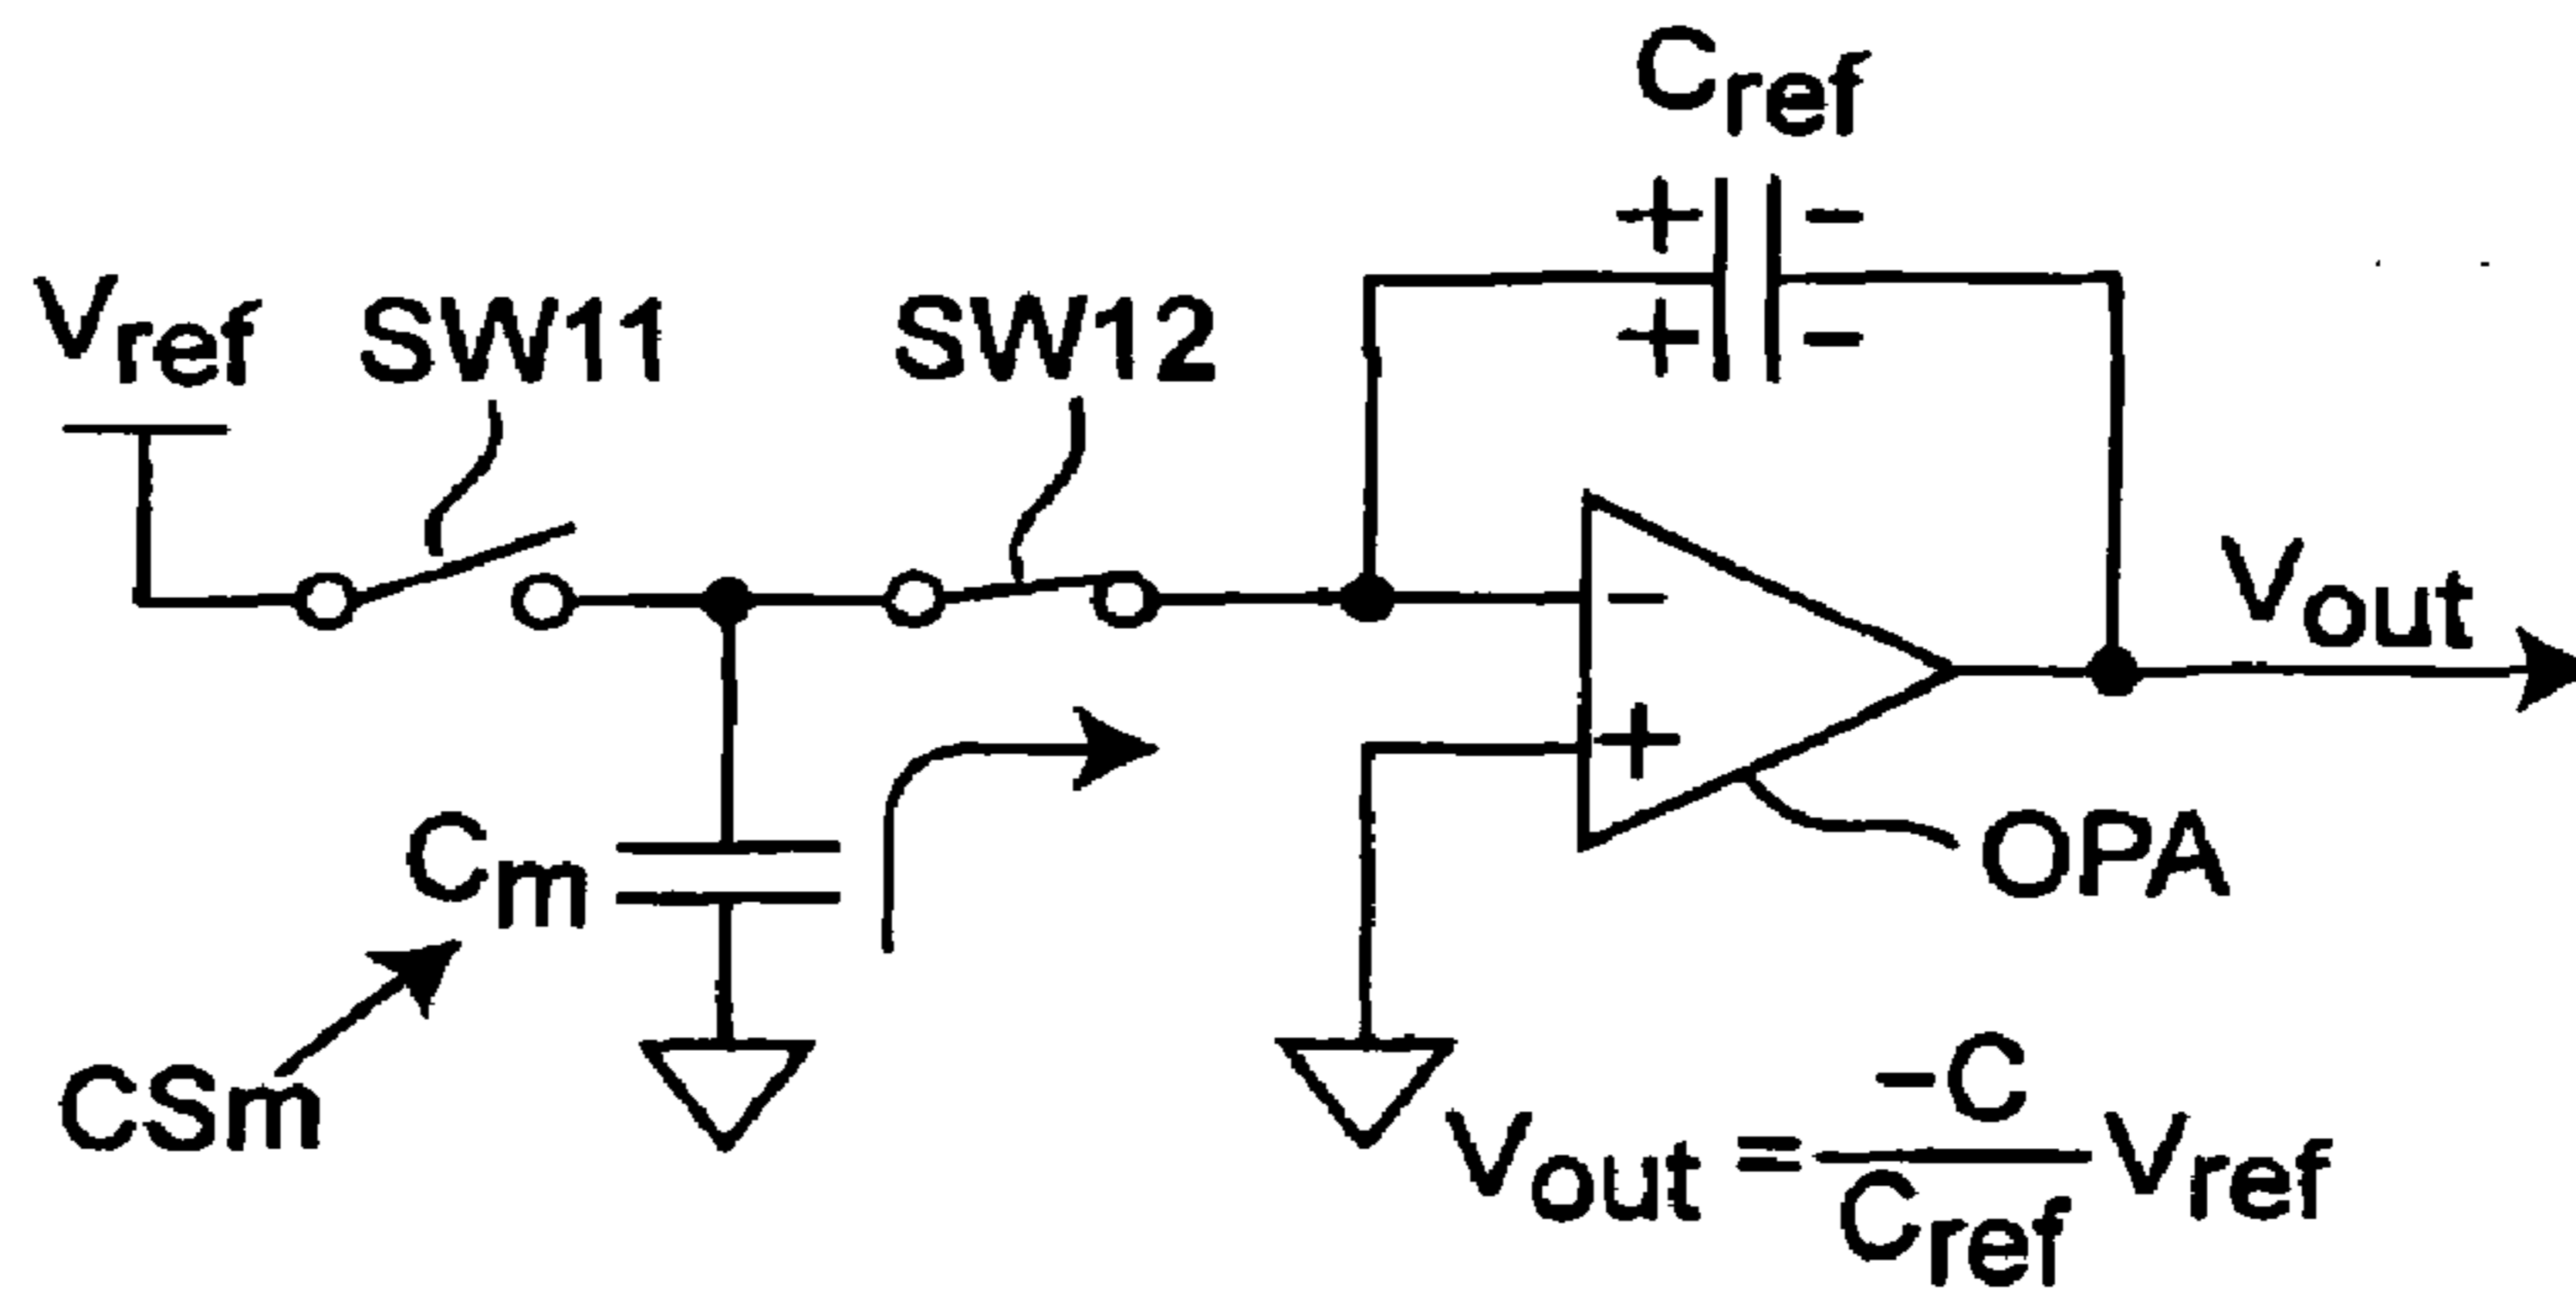 Cref
+ −
+ −
Vref
SW11
SW12
−
+
Vout
Cm
OPA
CSm
Vout = −C/Cref Vref